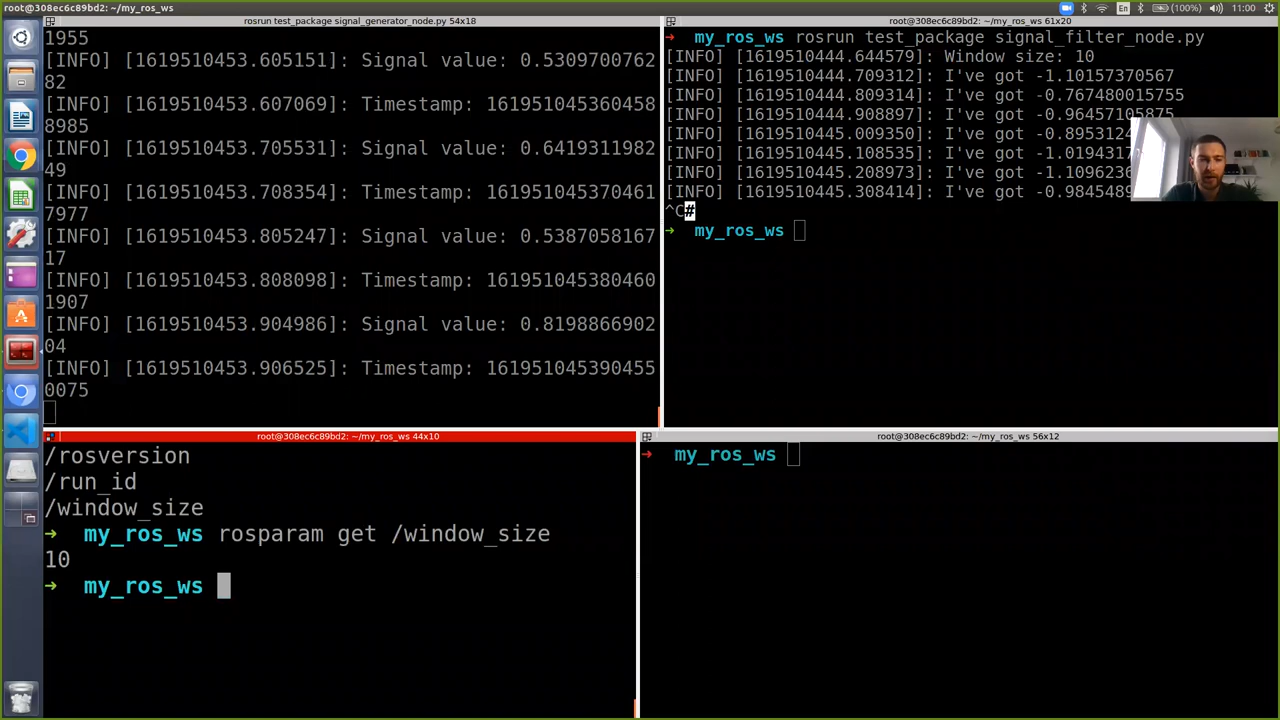 root@308ec6c89bd2: ~/my_ros_ws
En
(100%)
11:00
rosrun test_package signal_generator_node.py 54x18
1955
[INFO] [1619510453.605151]: Signal value: 0.5309700762
82
[INFO] [1619510453.607069]: Timestamp: 161951045360458
8985
[INFO] [1619510453.705531]: Signal value: 0.6419311982
49
[INFO] [1619510453.708354]: Timestamp: 161951045370461
7977
[INFO] [1619510453.805247]: Signal value: 0.5387058167
17
[INFO] [1619510453.808098]: Timestamp: 161951045380460
1907
[INFO] [1619510453.904986]: Signal value: 0.8198866902
04
[INFO] [1619510453.906525]: Timestamp: 161951045390455
0075
root@308ec6c89bd2: ~/my_ros_ws 61x20
→ my_ros_ws rosrun test_package signal_filter_node.py
[INFO] [1619510444.644579]: Window size: 10
[INFO] [1619510444.709312]: I've got -1.10157370567
[INFO] [1619510444.809314]: I've got -0.767480015755
[INFO] [1619510444.908897]: I've got -0.96457105875
[INFO] [1619510445.009350]: I've got -0.8953124
[INFO] [1619510445.108535]: I've got -1.0194317
[INFO] [1619510445.208973]: I've got -1.1096236
[INFO] [1619510445.308414]: I've got -0.9845489
^C#
→ my_ros_ws
root@308ec6c89bd2: ~/my_ros_ws 44x10
/rosversion
/run_id
/window_size
→ my_ros_ws rosparam get /window_size
10
→ my_ros_ws
root@308ec6c89bd2: ~/my_ros_ws 56x12
→ my_ros_ws